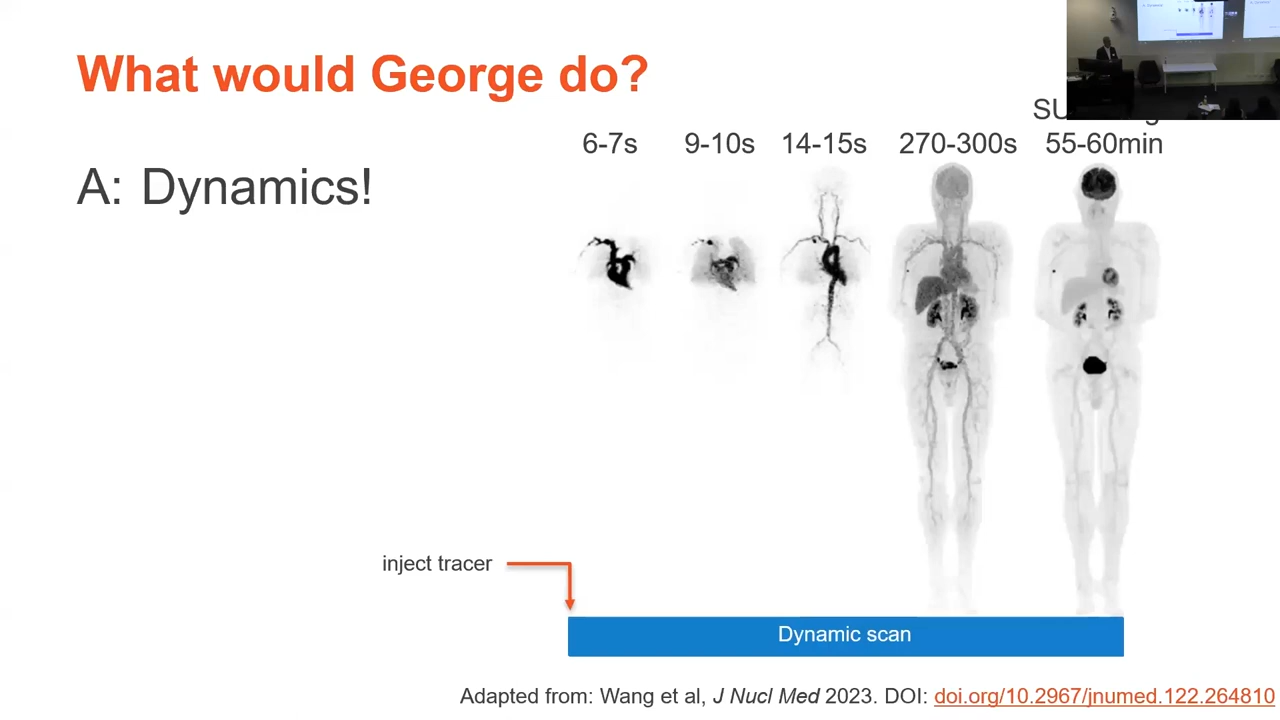 What would George do?
A: Dynamics!
6-7s
9-10s
14-15s
270-300s
55-60min
inject tracer
Dynamic scan
Adapted from: Wang et al, J Nucl Med 2023. DOI: doi.org/10.2967/jnumed.122.264810